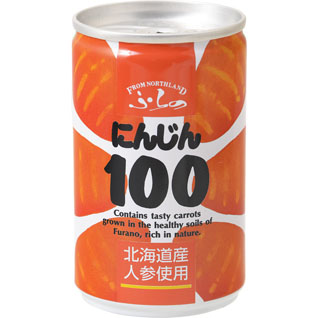 FROM NORTHLAND
ふらの
にんじん
100
Contains tasty carrots
grown in the healthy soils of
Furano, rich in nature.
北海道産
人参使用